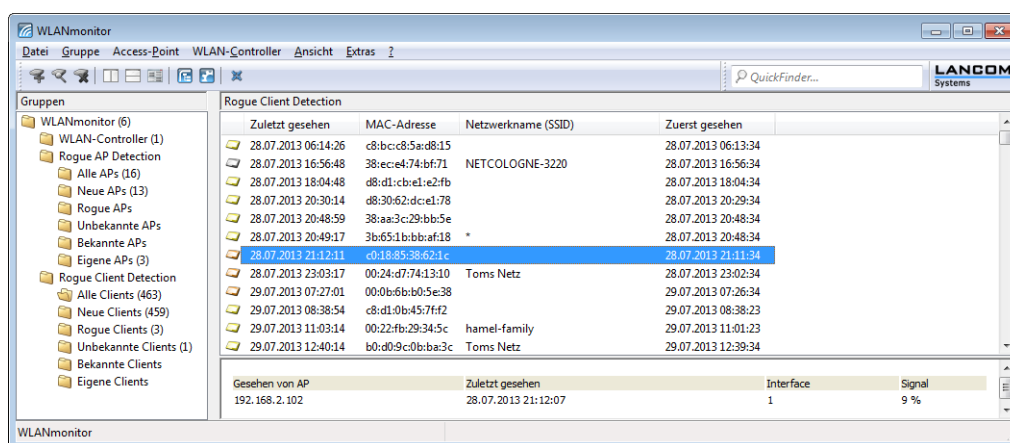 WLANmonitor
Datei Gruppe Access-Point WLAN-Controller Ansicht Extras ?
QuickFinder...
LANCOM
Systems
Gruppen
WLANmonitor (6)
WLAN-Controller (1)
Rogue AP Detection
Alle APs (16)
Neue APs (13)
Rogue APs
Unbekannte APs
Bekannte APs
Eigene APs (3)
Rogue Client Detection
Alle Clients (463)
Neue Clients (459)
Rogue Clients (3)
Unbekannte Clients (1)
Bekannte Clients
Eigene Clients
Rogue Client Detection
Zuletzt gesehen MAC-Adresse Netzwerkname (SSID) Zuerst gesehen
28.07.2013 06:14:26 c8:bc:c8:5a:d8:15 28.07.2013 06:13:34
28.07.2013 16:56:48 38:ec:e4:74:bf:71 NETCOLOGNE-3220 28.07.2013 16:56:34
28.07.2013 18:04:48 d8:d1:cb:e1:e2:fb 28.07.2013 18:04:34
28.07.2013 20:30:14 d8:30:62:dc:e1:78 28.07.2013 20:29:34
28.07.2013 20:48:59 38:aa:3c:29:bb:5e 28.07.2013 20:48:34
28.07.2013 20:49:17 3b:65:1b:bb:af:18 * 28.07.2013 20:48:34
28.07.2013 21:12:11 c0:18:85:38:62:1c 28.07.2013 21:11:34
28.07.2013 23:03:17 00:24:d7:74:13:10 Toms Netz 28.07.2013 23:02:34
29.07.2013 07:27:01 00:0b:6b:b0:5e:38 29.07.2013 07:26:34
29.07.2013 08:38:54 c8:d1:0b:45:7f:f2 29.07.2013 08:38:23
29.07.2013 11:03:14 00:22:fb:29:34:5c hamel-family 29.07.2013 11:01:23
29.07.2013 12:40:14 b0:d0:9c:0b:ba:3c Toms Netz 29.07.2013 12:39:34
Gesehen von AP Zuletzt gesehen Interface Signal
192.168.2.102 28.07.2013 21:12:07 1 9 %
WLANmonitor